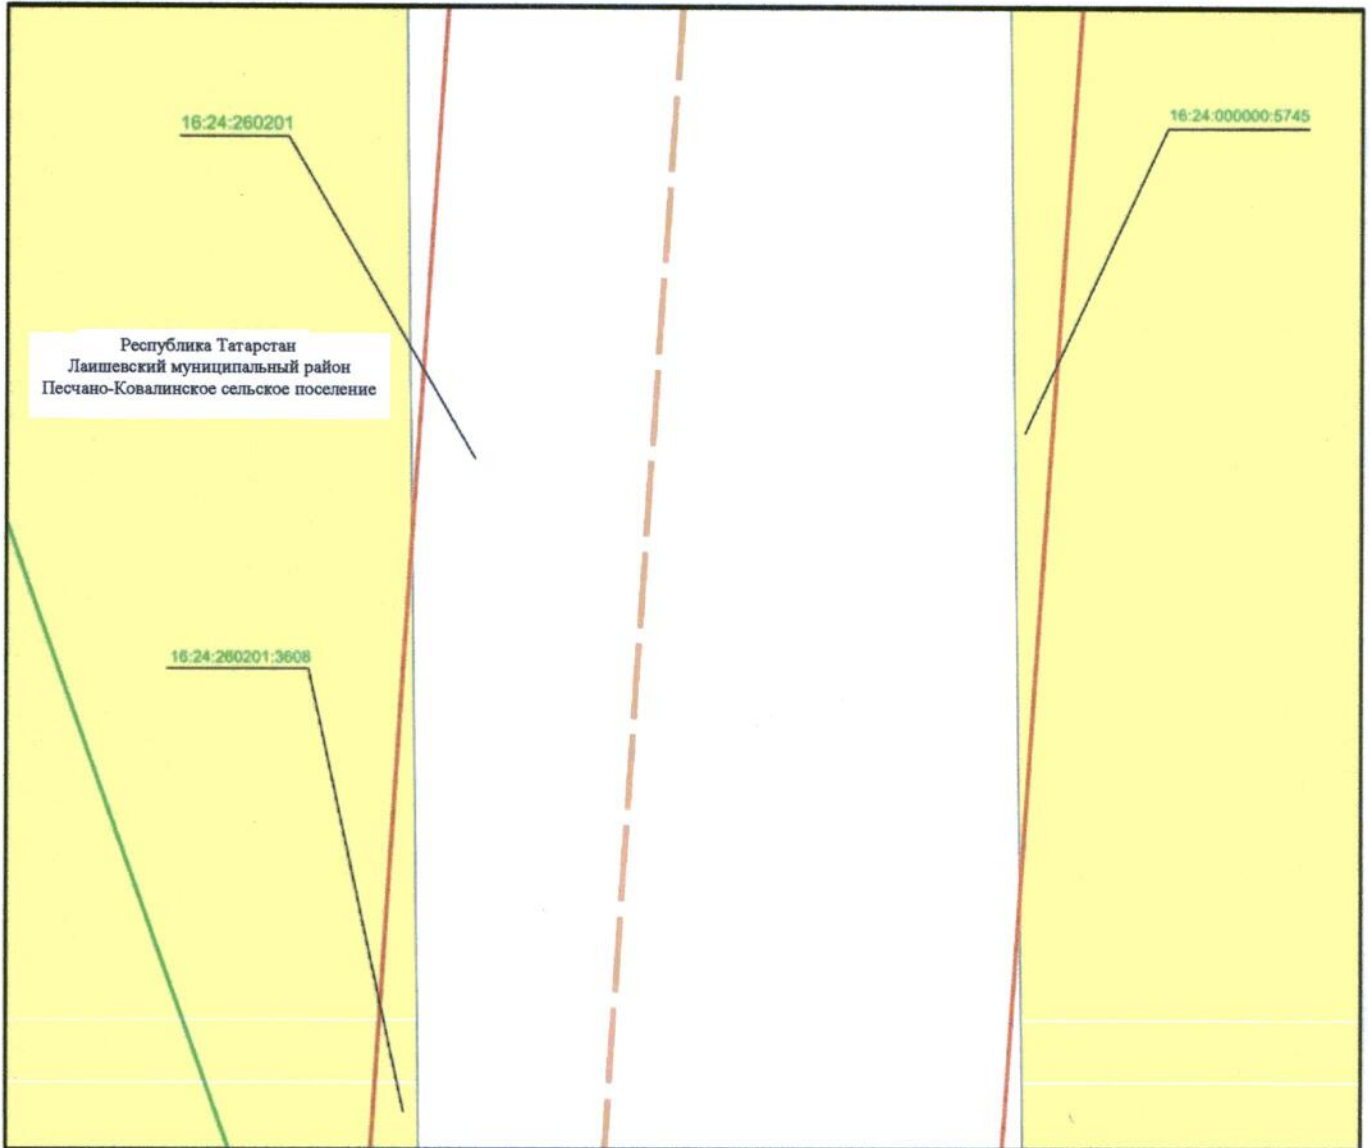 16:24:260201
16:24:000000:5745
Республика Татарстан
Лаишевский муниципальный район
Песчано-Ковалинское сельское поселение
16:24:260201:3608